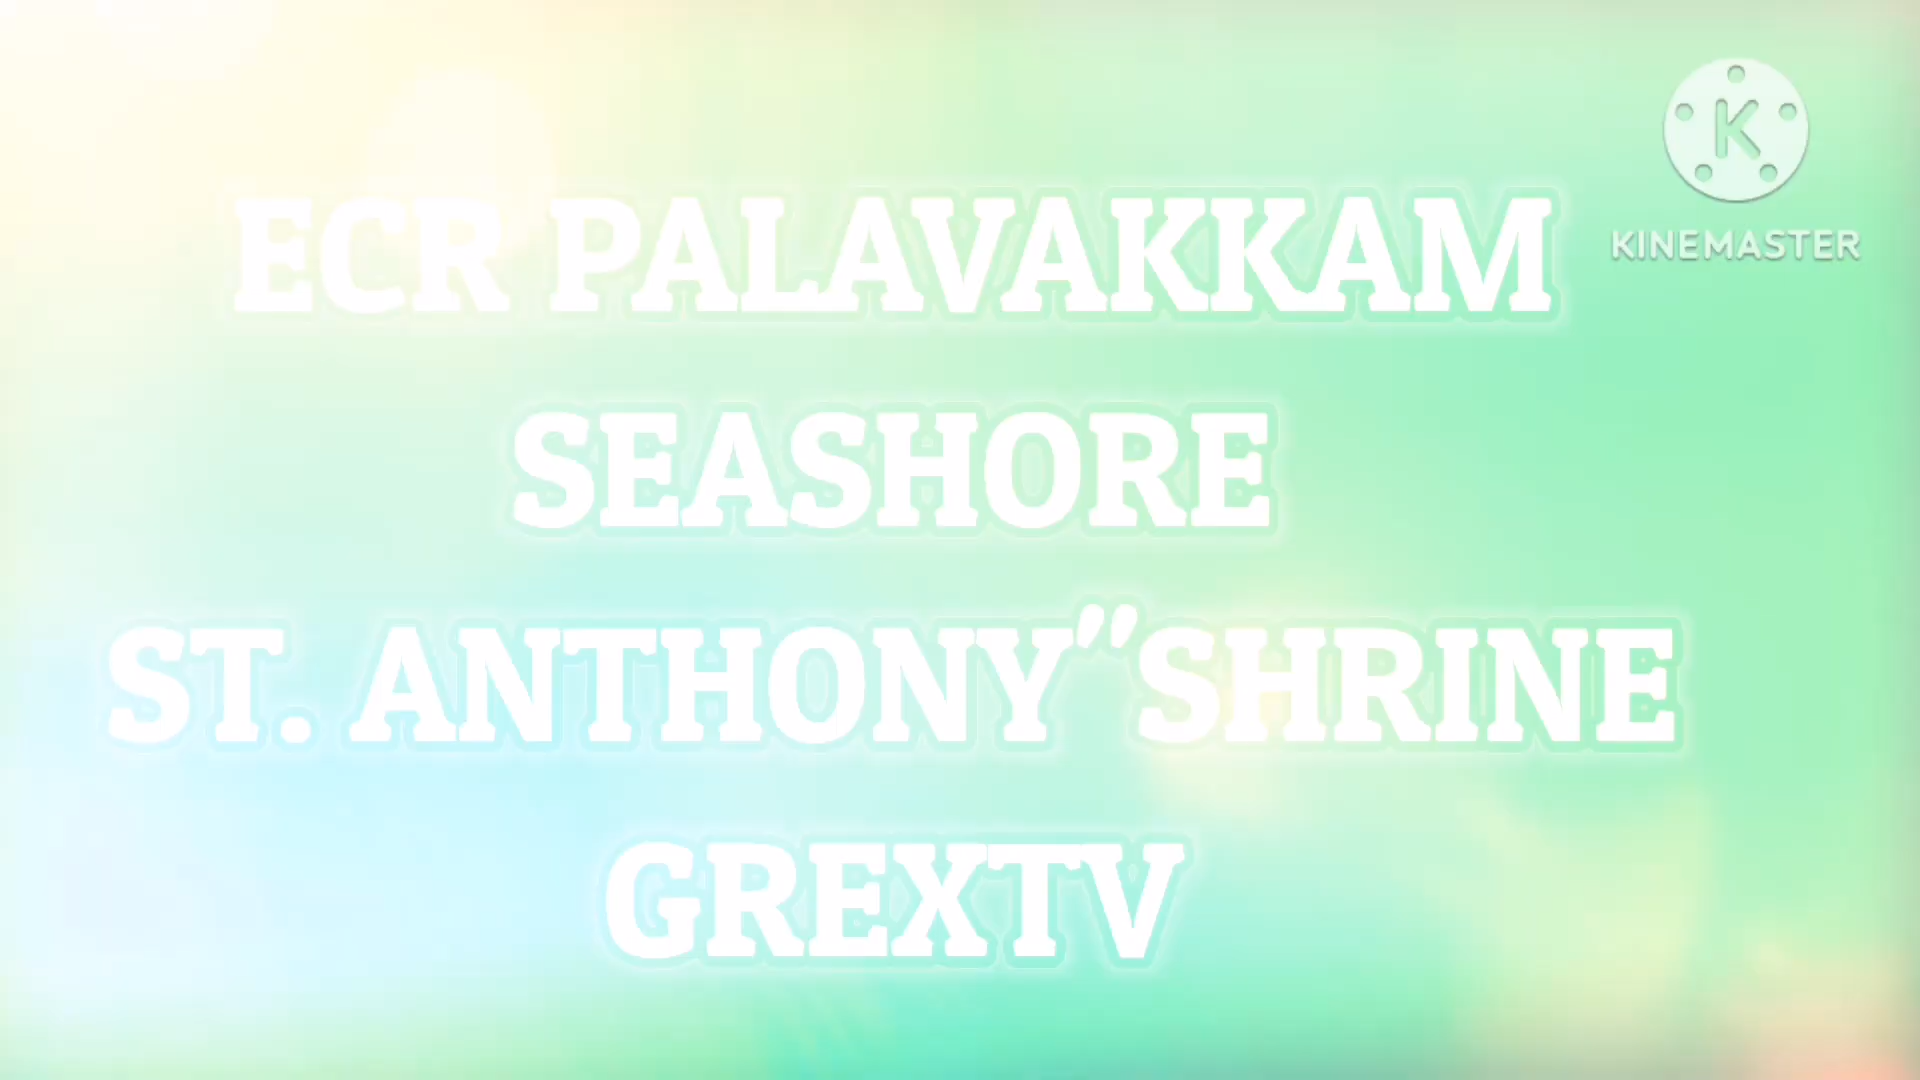 ECR PALAVAKKAM
SEASHORE
ST. ANTHONY"SHRINE
GREXTV
K
KINEMASTER